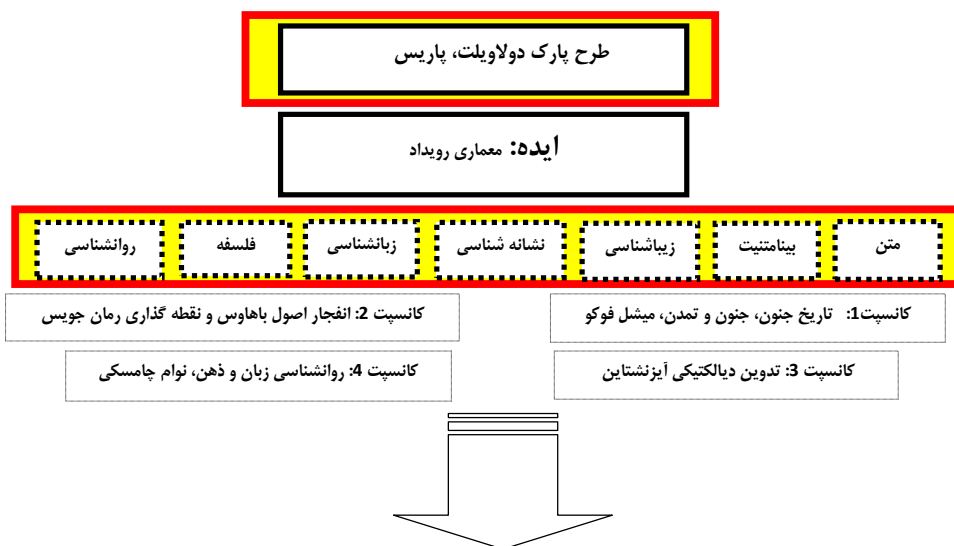 طرح پارک دولاویلت، پاریس
ایده: معماری رویداد
متن
بینامتنیت
زیباشناسی
نشانه شناسی
زبانشناسی
فلسفه
روانشناسی
کانسپت1: تاریخ جنون، جنون و تمدن، میشل فوکو
کانسپت 2: انفجار اصول باهاوس و نقطه گذاری رمان جویس
کانسپت 3: تدوین دیالکتیکی آیزنشتاین
کانسپت 4: روانشناسی زبان و ذهن، نوام چامسکی